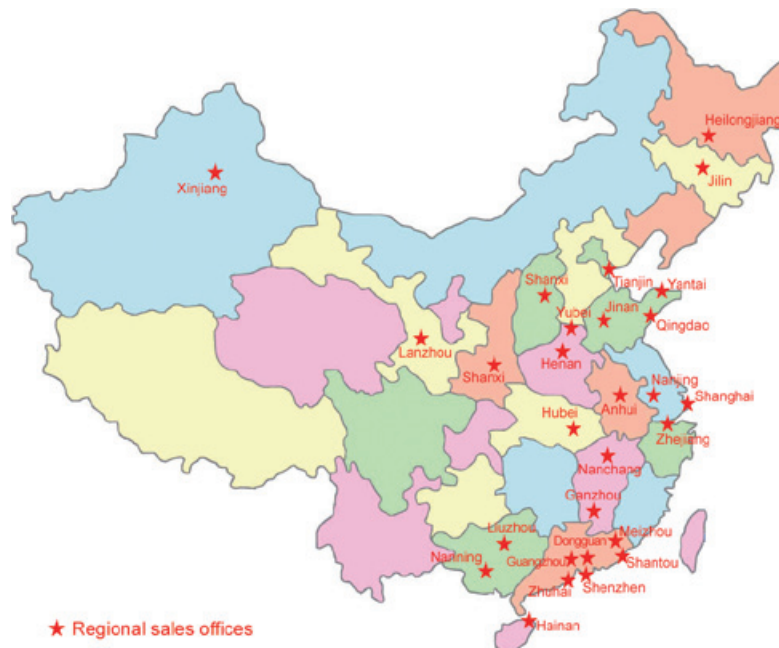 Heilongjiang
Xinjiang
Jilin
Shanxi
Tianjin
Yantai
Yubei
Jinan
Qingdao
Lanzhou
Henan
Shanxi
Nanjing
Shanghai
Anhui
Hubei
Zhejiang
Nanchang
Ganzhou
Liuzhou
Dongguan
Meizhou
Nanning
Guangzhou
Shantou
Zhuhai
Shenzhen
Hainan
Regional sales offices